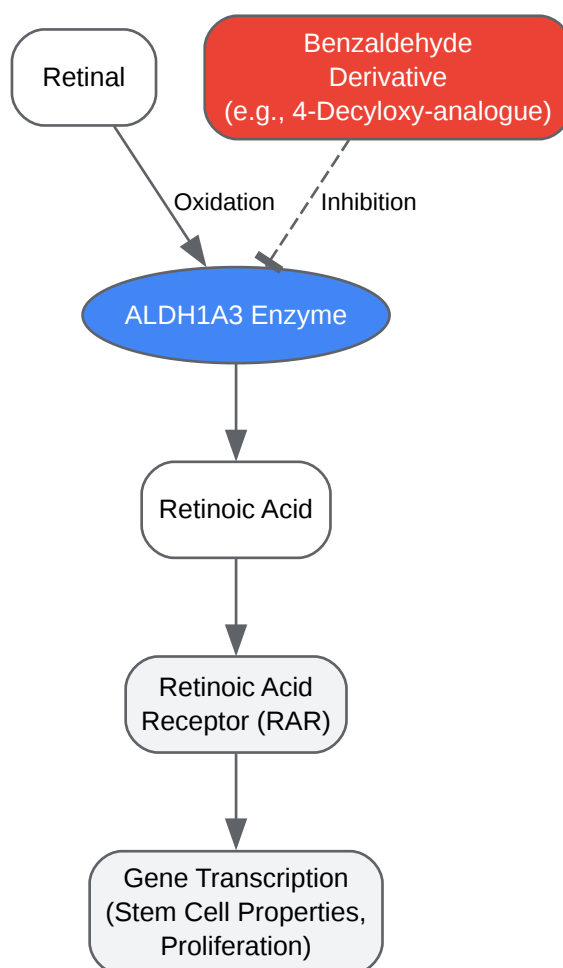 Retinal
Benzaldehyde
Derivative
(e.g., 4-Decyloxy-analogue)
Oxidation
Inhibition
ALDH1A3 Enzyme
Retinoic Acid
Retinoic Acid
Receptor (RAR)
Gene Transcription
(Stem Cell Properties,
Proliferation)